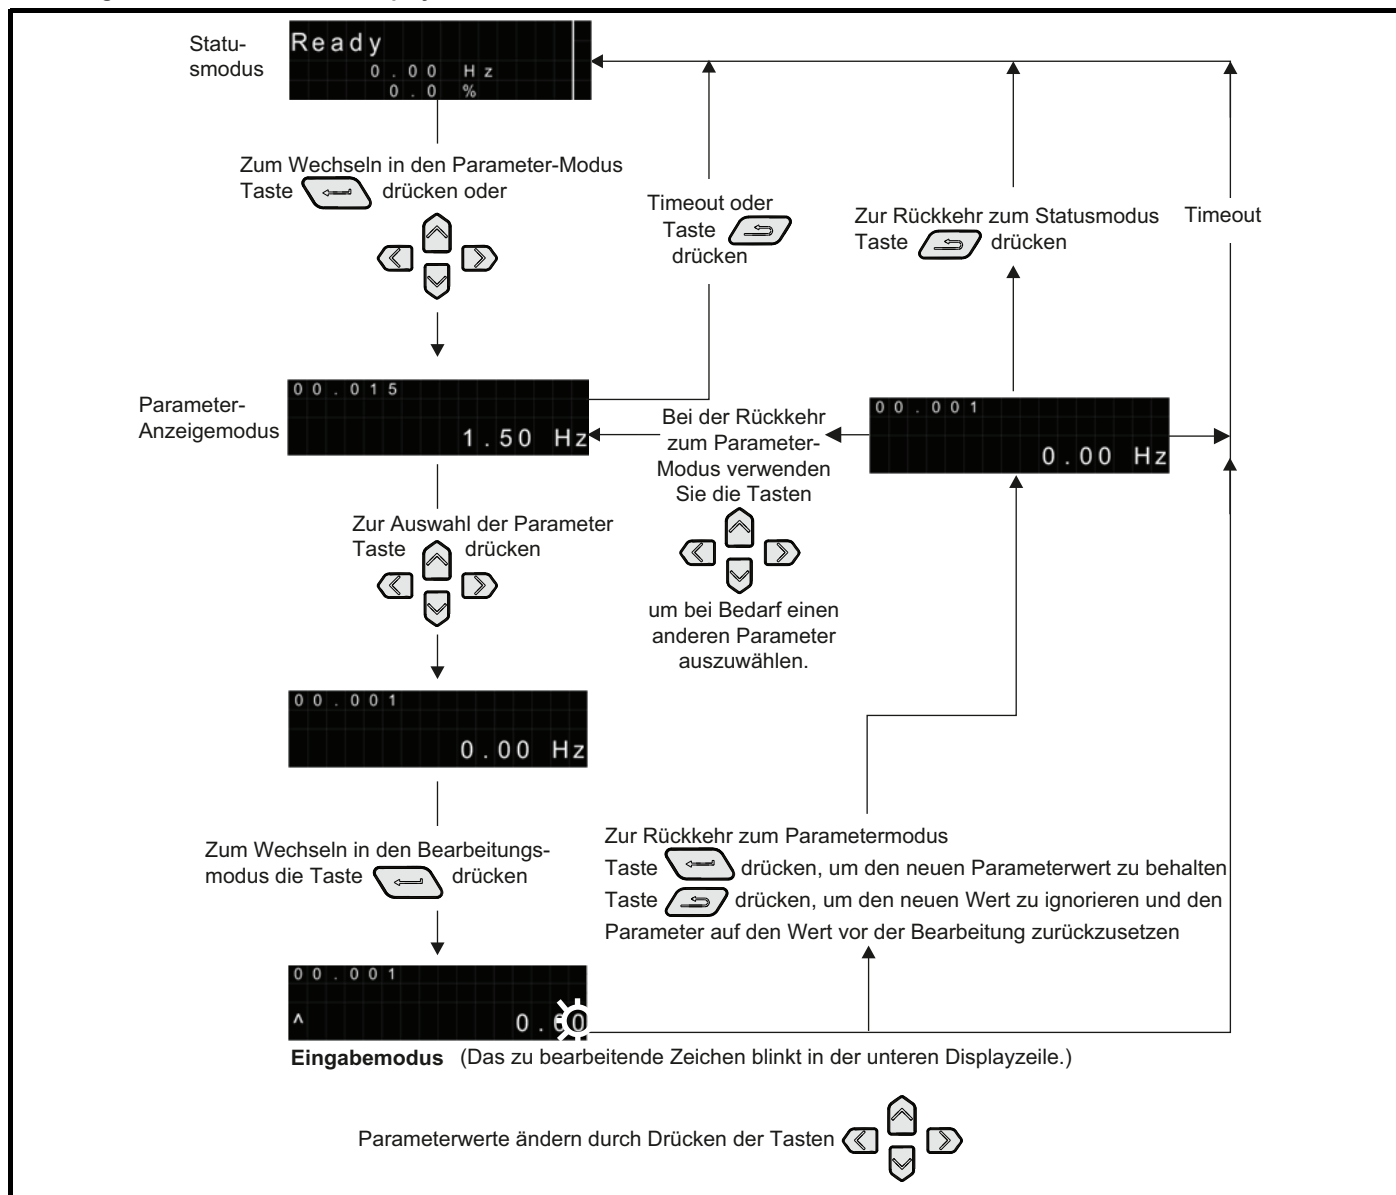 Statu-
smodus
Ready
0.00 Hz
0.0 %
Zum Wechseln in den Parameter-Modus
Taste drücken oder
Timeout oder
Taste
drücken
Zur Rückkehr zum Statusmodus
Taste drücken
Timeout
Parameter-
Anzeigemodus
00.015
1.50 Hz
Bei der Rückkehr
zum Parameter-
Modus verwenden
Sie die Tasten
um bei Bedarf einen
anderen Parameter
auszuwählen.
00.001
0.00 Hz
Zur Auswahl der Parameter
Taste drücken
00.001
0.00 Hz
Zum Wechseln in den Bearbeitungs-
modus die Taste drücken
Zur Rückkehr zum Parametermodus
Taste drücken, um den neuen Parameterwert zu behalten
Taste drücken, um den neuen Wert zu ignorieren und den
Parameter auf den Wert vor der Bearbeitung zurückzusetzen
00.001
^
Eingabemodus (Das zu bearbeitende Zeichen blinkt in der unteren Displayzeile.)
Parameterwerte ändern durch Drücken der Tasten